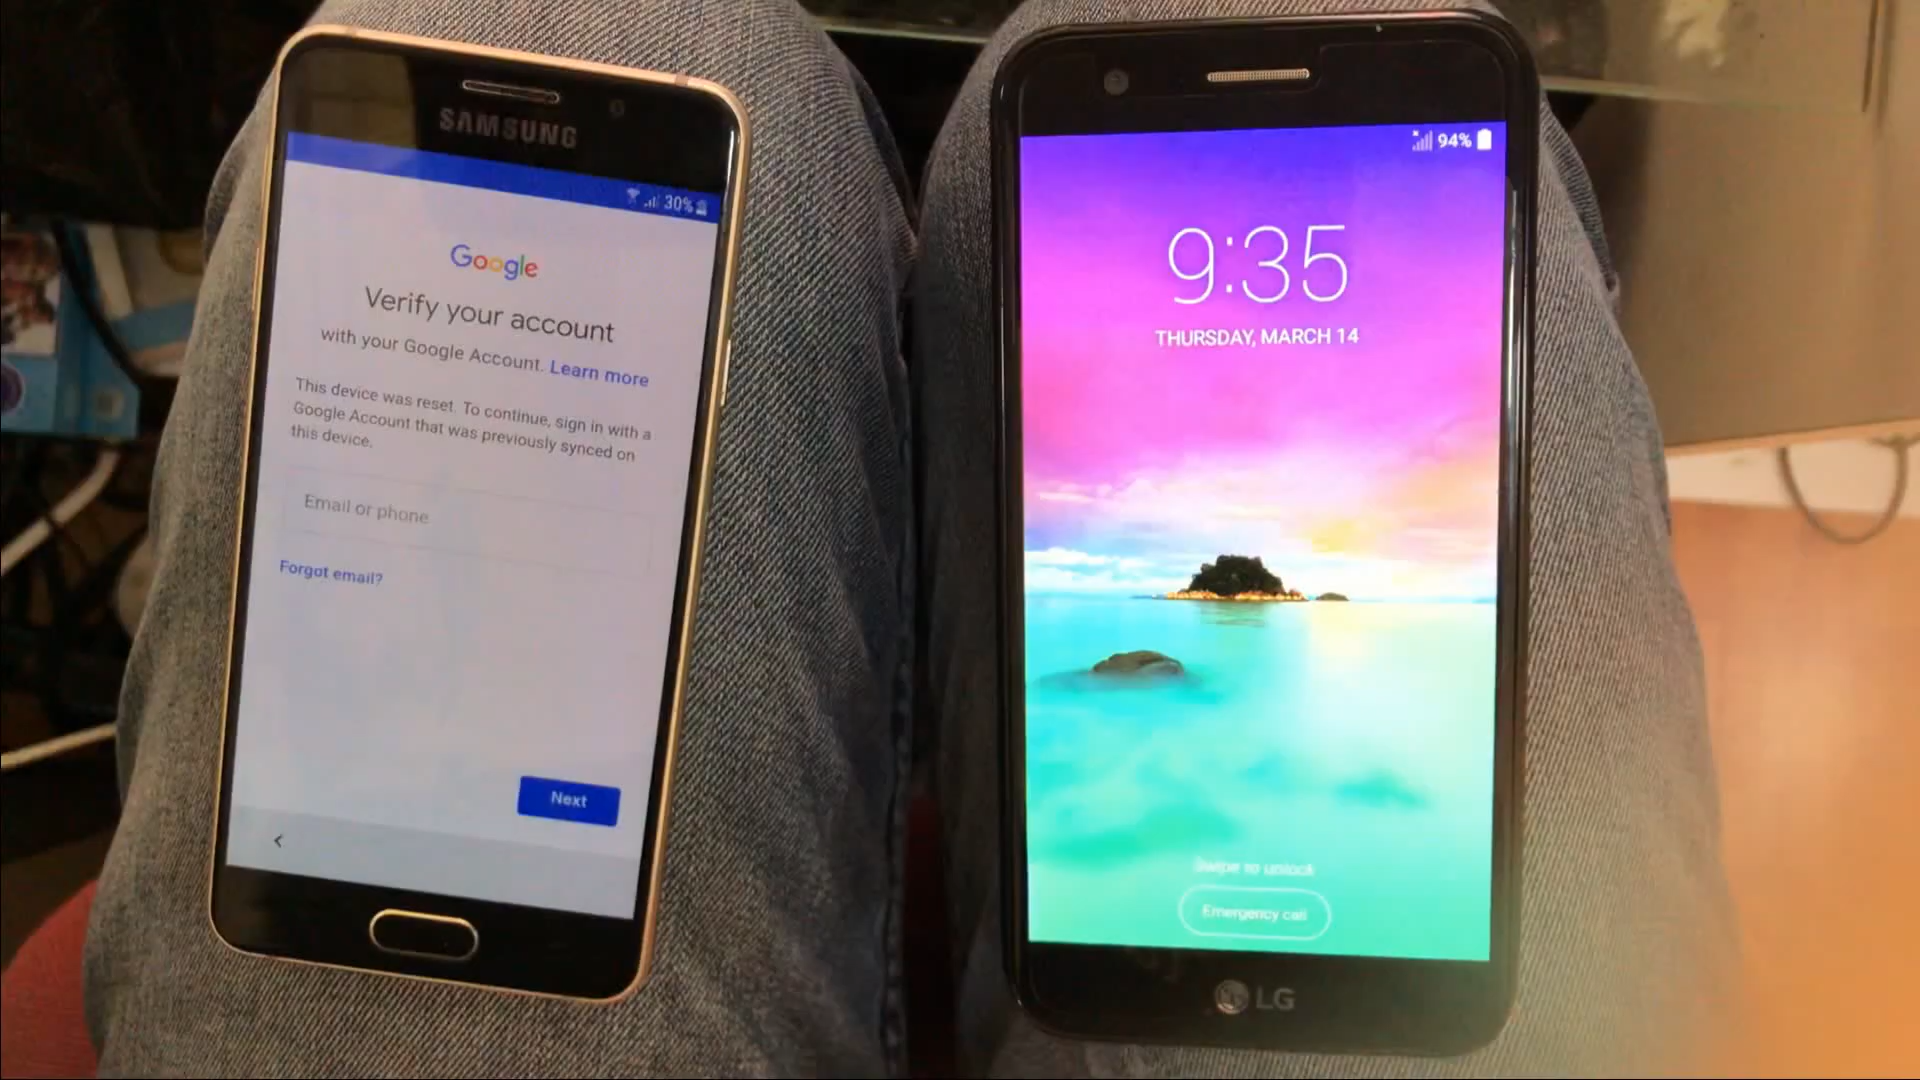 SAMSUNG
30%
Google
Verify your account
with your Google Account. Learn more
This device was reset. To continue, sign in with a
Google Account that was previously synced on
this device.
Email or phone
Forgot email?
Next
94%
9:35
THURSDAY, MARCH 14
Swipe to unlock
Emergency call
LG